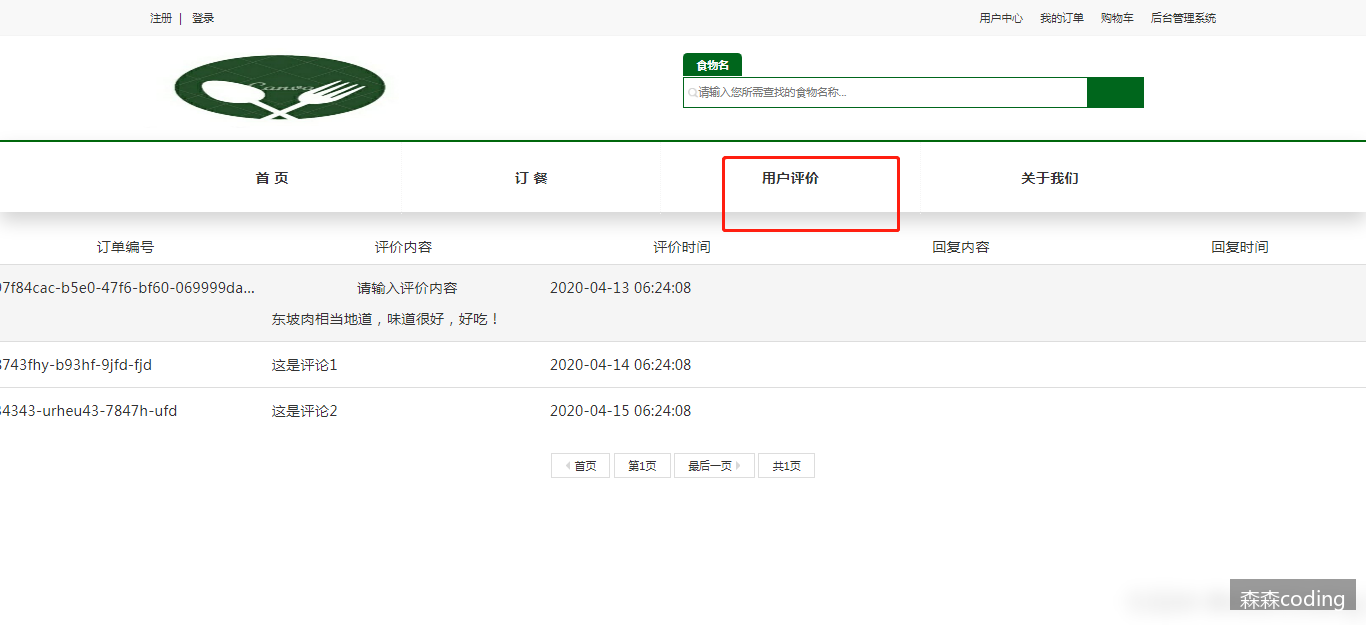 注册 | 登录
用户中心 我的订单 购物车 后台管理系统
Canva
食物名
请输入您所需查找的食物名称...
首 页 订 餐 用户评价 关于我们
订单编号 评价内容 评价时间 回复内容 回复时间
97f84cac-b5e0-47f6-bf60-069999da... 请输入评价内容 2020-04-13 06:24:08
东坡肉相当地道，味道很好，好吃！
8743fhy-b93hf-9jfd-fjd 这是评论1 2020-04-14 06:24:08
34343-urheu43-7847h-ufd 这是评论2 2020-04-15 06:24:08
首页 第1页 最后一页 共1页
森森coding